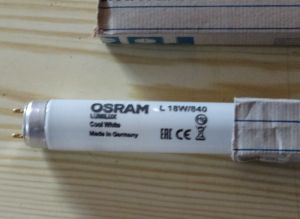 OSRAM L 18W/840
LUMILUX
Cool White
Made in Germany
EAC CE